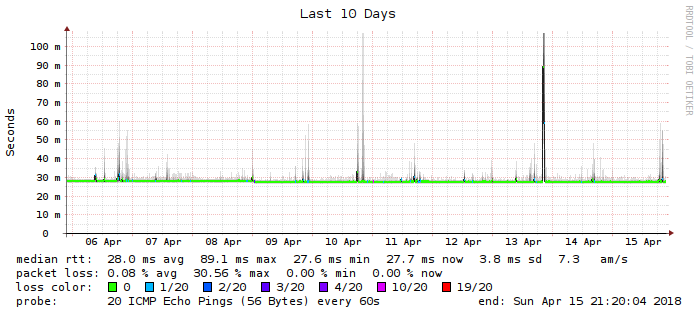 Last 10 Days
RRDTOOL / TOBI OETIKER
Seconds
100 m
90 m
80 m
70 m
60 m
50 m
40 m
30 m
20 m
10 m
0
06 Apr 07 Apr 08 Apr 09 Apr 10 Apr 11 Apr 12 Apr 13 Apr 14 Apr 15 Apr
median rtt: 28.0 ms avg 89.1 ms max 27.6 ms min 27.7 ms now 3.8 ms sd 7.3 am/s
packet loss: 0.08 % avg 30.56 % max 0.00 % min 0.00 % now
loss color: 0 1/20 2/20 3/20 4/20 10/20 19/20
probe: 20 ICMP Echo Pings (56 Bytes) every 60s end: Sun Apr 15 21:20:04 2018